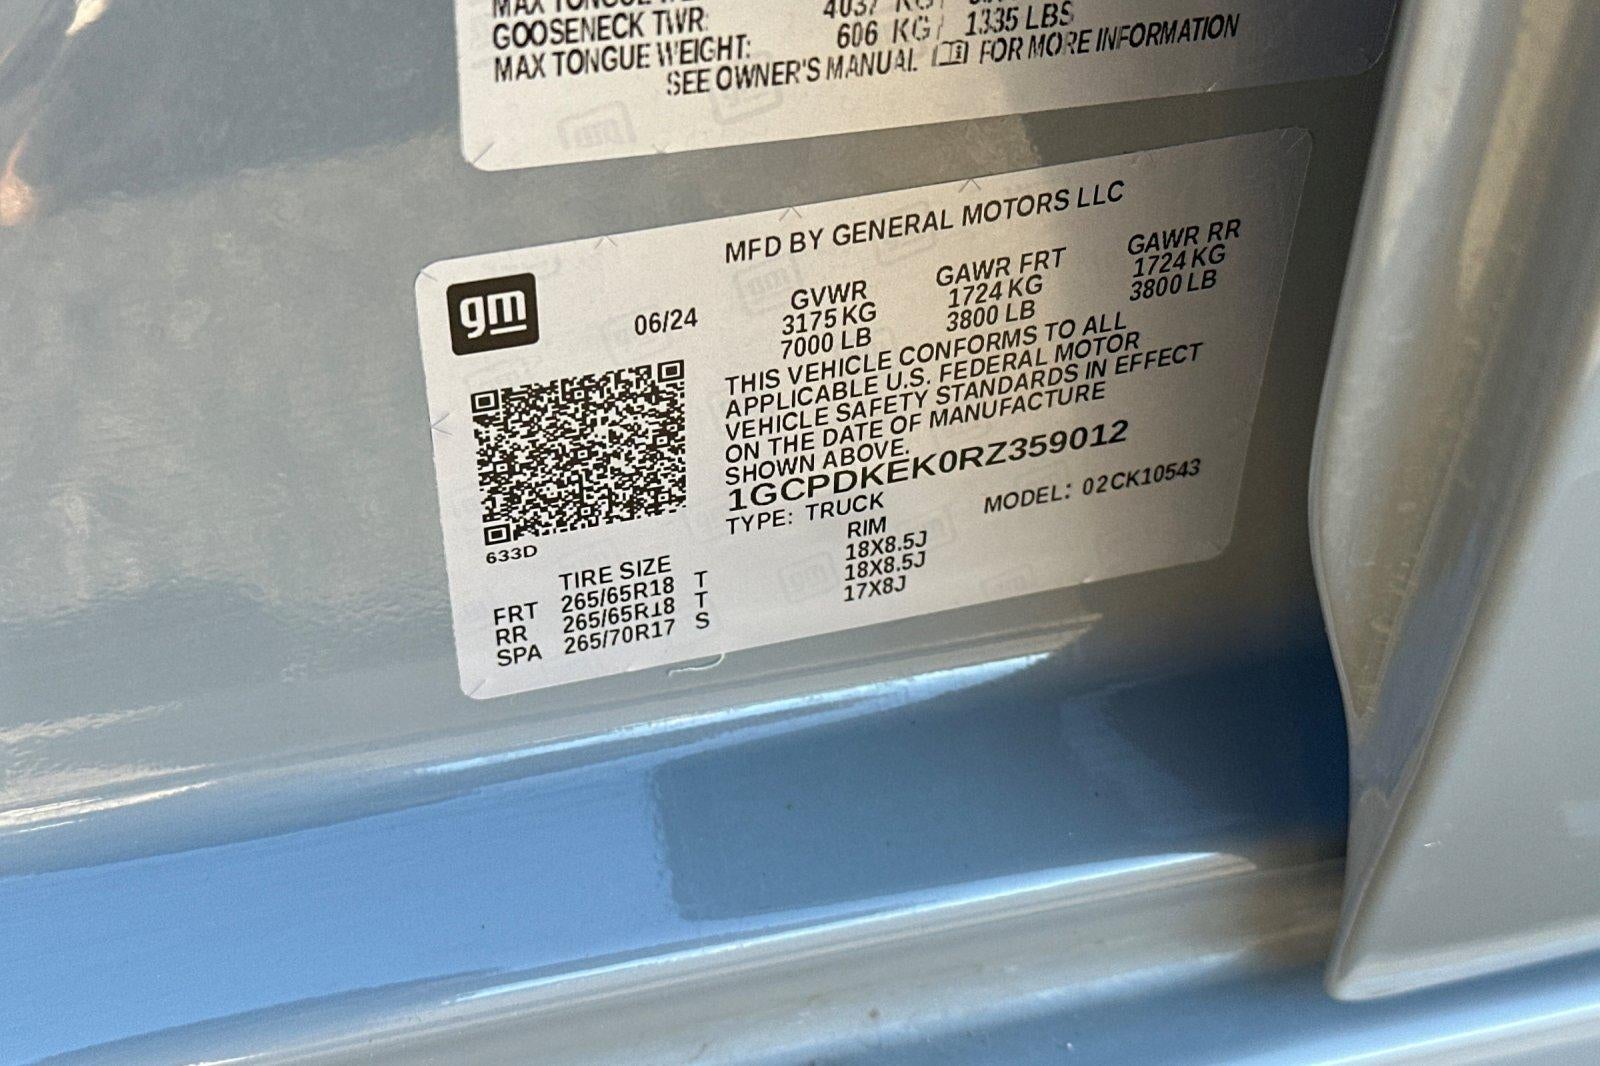 MAX TONGUE
GOOSENECK TWR: 4037 KG/
MAX TONGUE WEIGHT: 606 KG/ 1335 LBS
SEE OWNER'S MANUAL FOR MORE INFORMATION
gm
MFD BY GENERAL MOTORS LLC
06/24
GVWR GAWR FRT GAWR RR
3175 KG 1724 KG 1724 KG
7000 LB 3800 LB 3800 LB
THIS VEHICLE CONFORMS TO ALL
APPLICABLE U.S. FEDERAL MOTOR
VEHICLE SAFETY STANDARDS IN EFFECT
ON THE DATE OF MANUFACTURE
SHOWN ABOVE.
1GCPDKEK0RZ359012
TYPE: TRUCK MODEL: 02CK10543
633D
TIRE SIZE RIM
FRT 265/65R18 T 18X8.5J
RR 265/65R18 T 18X8.5J
SPA 265/70R17 S 17X8J